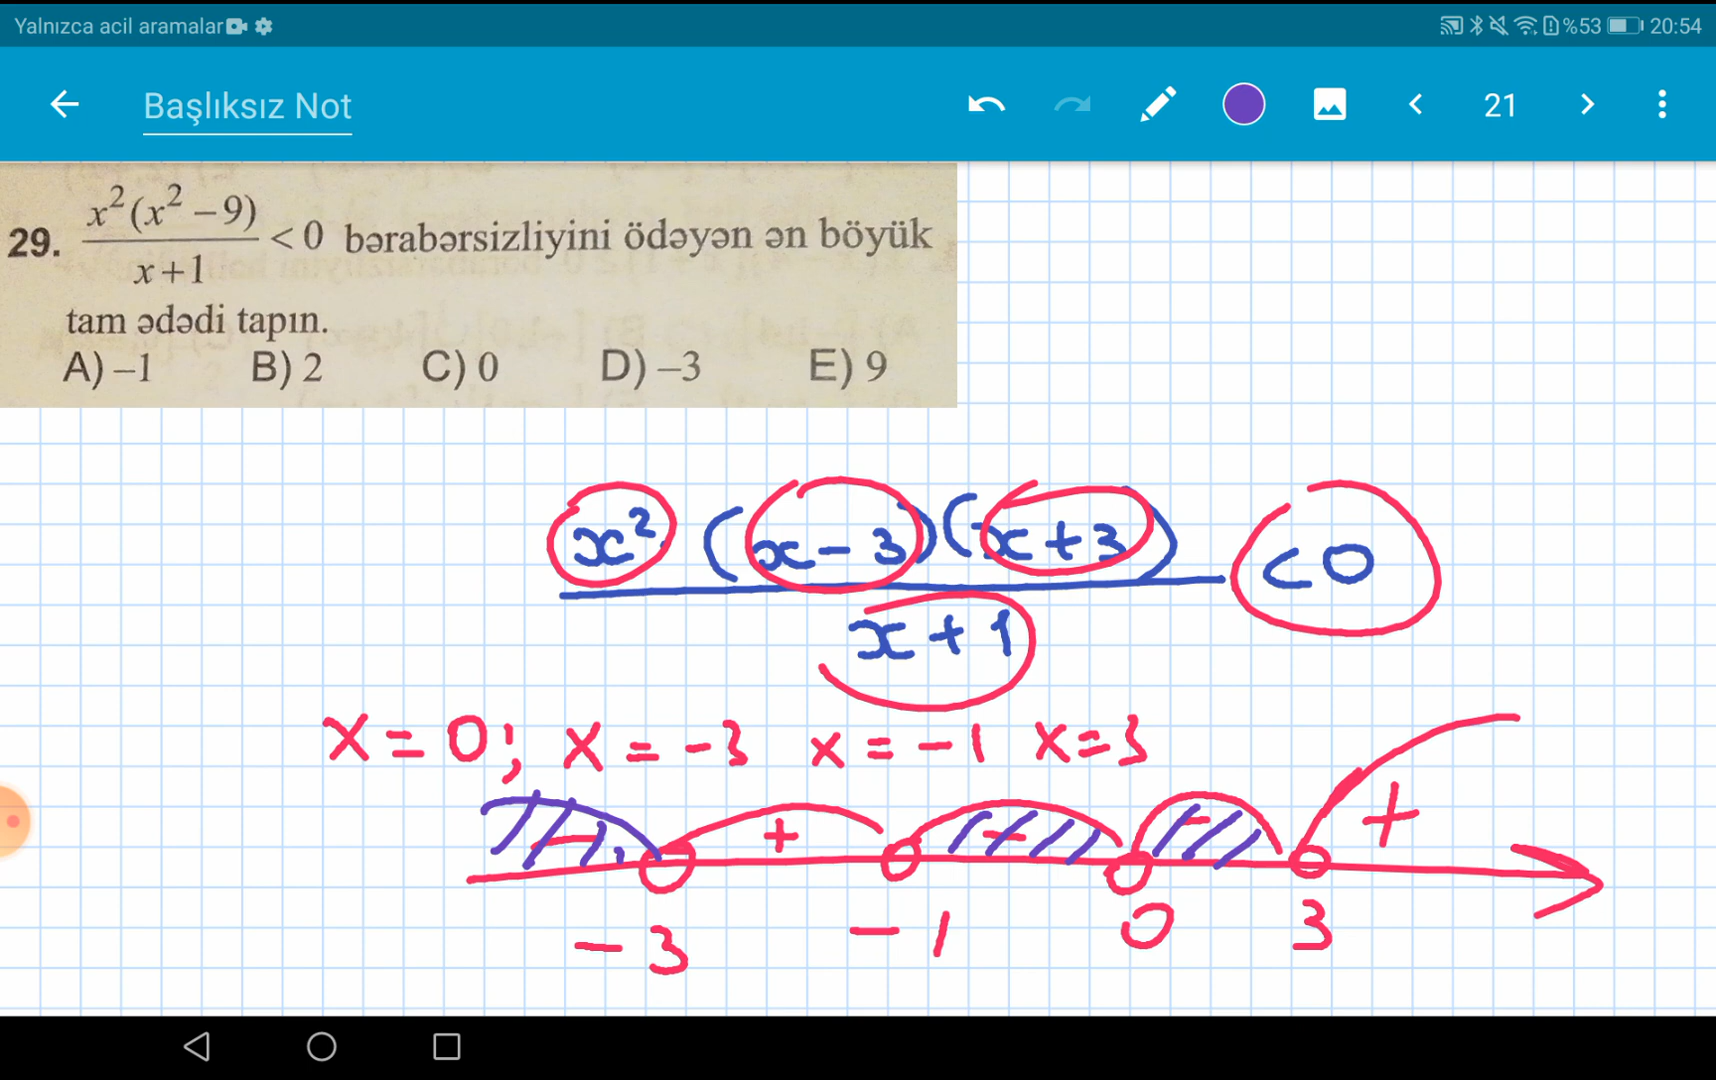 Yalnızca acil aramalar %53 20:54
Başlıksız Not 21
29. x²(x² – 9) / x + 1 < 0 bərabərsizliyini ödəyən ən böyük
tam ədədi tapın.
A) –1 B) 2 C) 0 D) –3 E) 9
x² (x – 3)(x + 3) < 0
x + 1
x = 0; x = -3 x = -1 x = 3
– + – – +
-3 -1 0 3